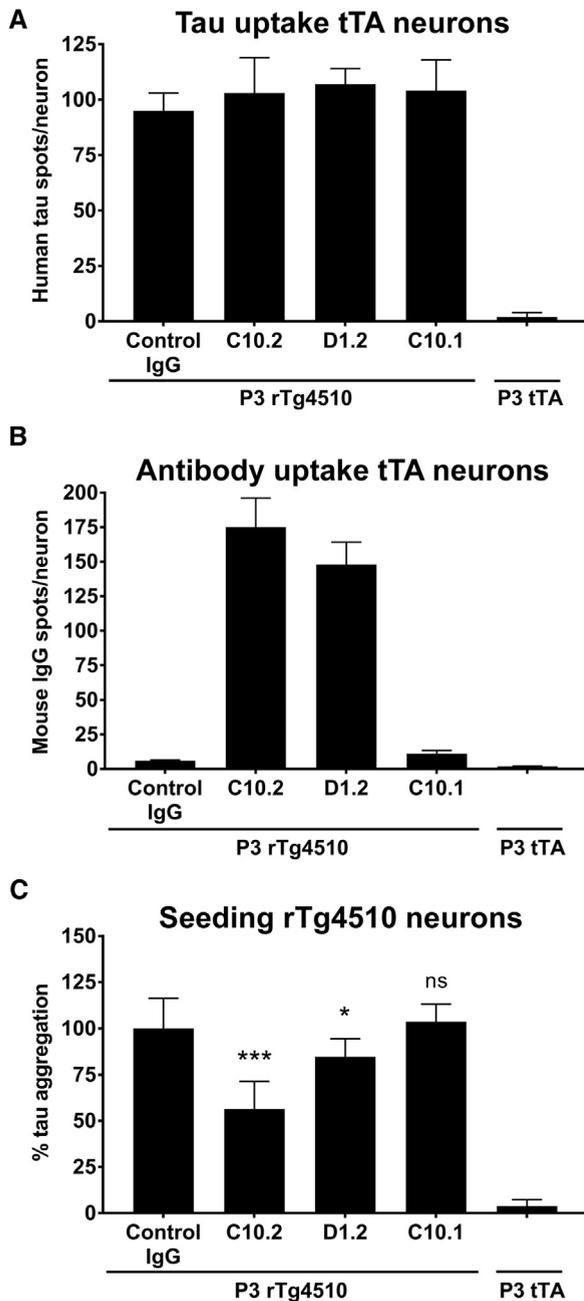 A
Tau uptake tTA neurons
Human tau spots/neuron
125
100
75
50
25
0
Control IgG
C10.2
D1.2
C10.1
P3 rTg4510
P3 tTA
B
Antibody uptake tTA neurons
Mouse IgG spots/neuron
200
175
150
125
100
75
50
25
0
Control IgG
C10.2
D1.2
C10.1
P3 rTg4510
P3 tTA
C
Seeding rTg4510 neurons
% tau aggregation
150
125
100
75
50
25
0
***
*
ns
Control IgG
C10.2
D1.2
C10.1
P3 rTg4510
P3 tTA